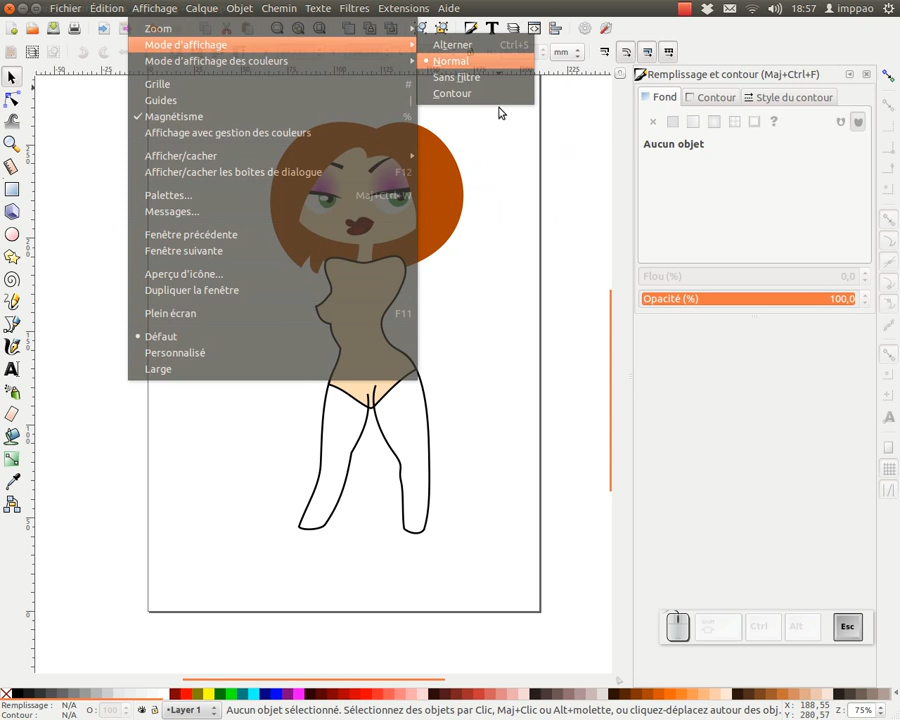 Fichier Édition Affichage Calque Objet Chemin Texte Filtres Extensions Aide 18:57 imppao
Zoom
Mode d'affichage
Mode d'affichage des couleurs
Grille #
Guides |
Magnétisme %
Affichage avec gestion des couleurs
Afficher/cacher
Afficher/cacher les boîtes de dialogue F12
Palettes... Maj+Ctrl+W
Messages...
Fenêtre précédente
Fenêtre suivante
Aperçu d'icône...
Dupliquer la fenêtre
Plein écran F11
Défaut
Personnalisé
Large
Alterner Ctrl+5
Normal
Sans filtre
Contour
mm
Remplissage et contour (Maj+Ctrl+F)
Fond Contour Style du contour
Aucun objet
Flou (%) 0,0
Opacité (%) 100,0
Ctrl Alt Esc
Remplissage : N/A
Contour : N/A
O: 100
Layer 1
Aucun objet sélectionné. Sélectionnez des objets par Clic, Maj+Clic ou Alt+molette, ou cliquez-déplacez autour des obj.
X: 188,55
Y: 280,57
Z: 75%